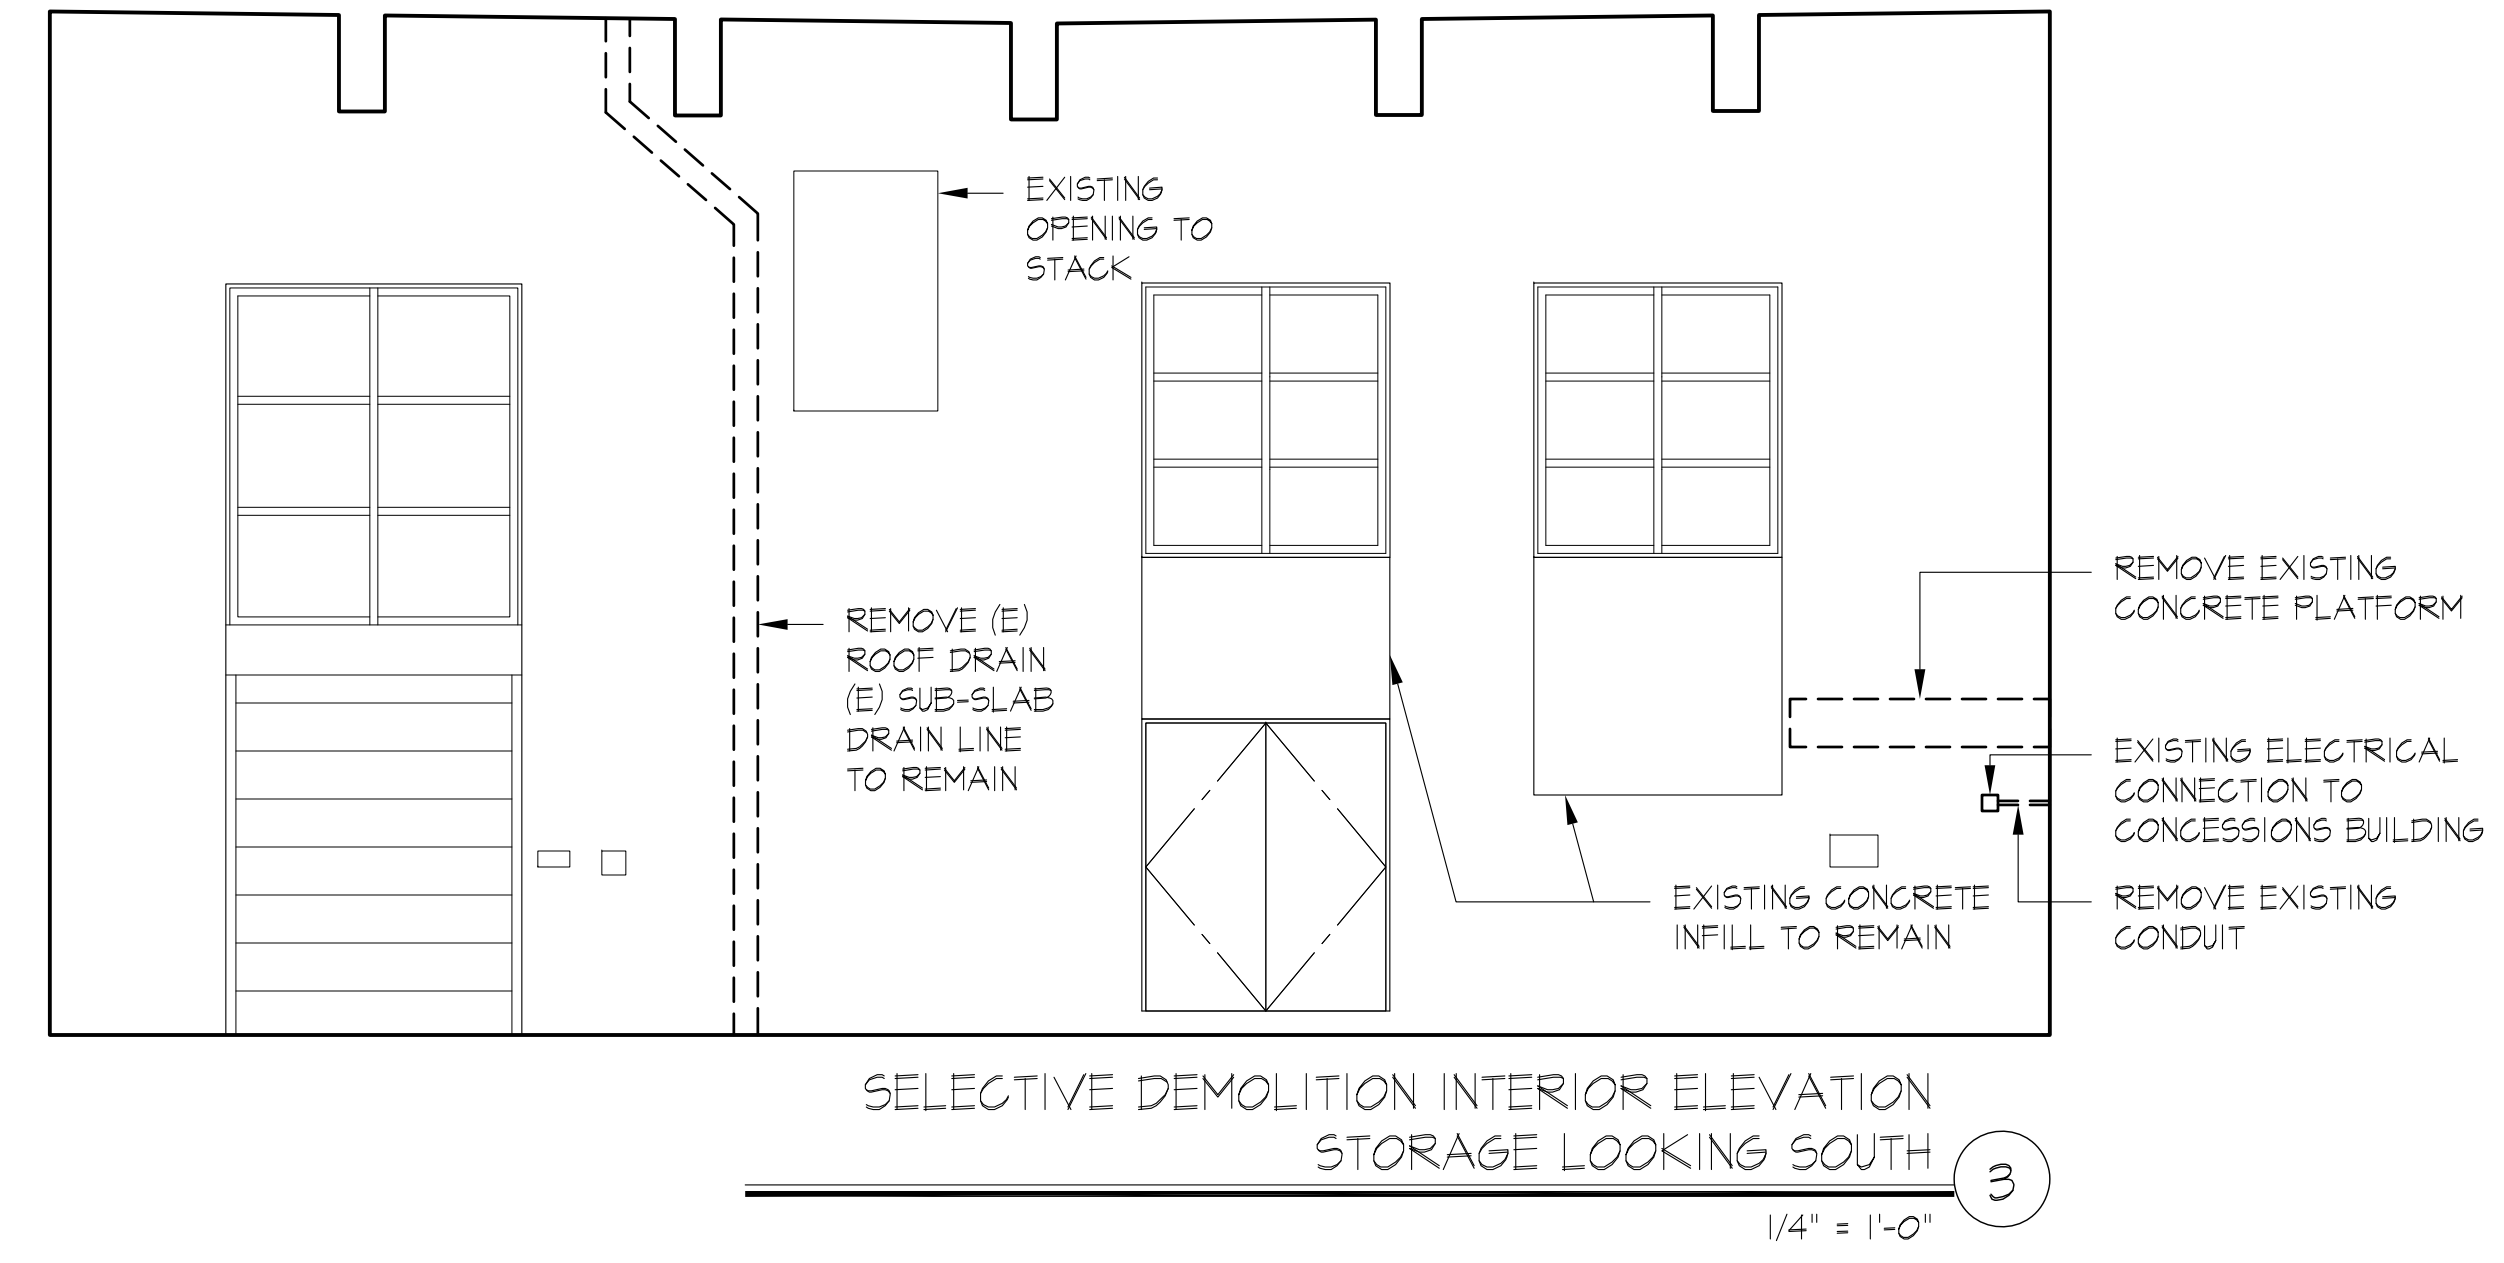 EXISTING
OPENING TO
STACK
REMOVE (E)
ROOF DRAIN
(E) SUB-SLAB
DRAIN LINE
TO REMAIN
REMOVE EXISTING
CONCRETE PLATFORM
EXISTING ELECTRICAL
CONNECTION TO
CONCESSIONS BUILDING
EXISTING CONCRETE
INFILL TO REMAIN
REMOVE EXISTING
CONDUIT
SELECTIVE DEMOLITION INTERIOR ELEVATION
STORAGE LOOKING SOUTH
3
1/4" = 1'-0"